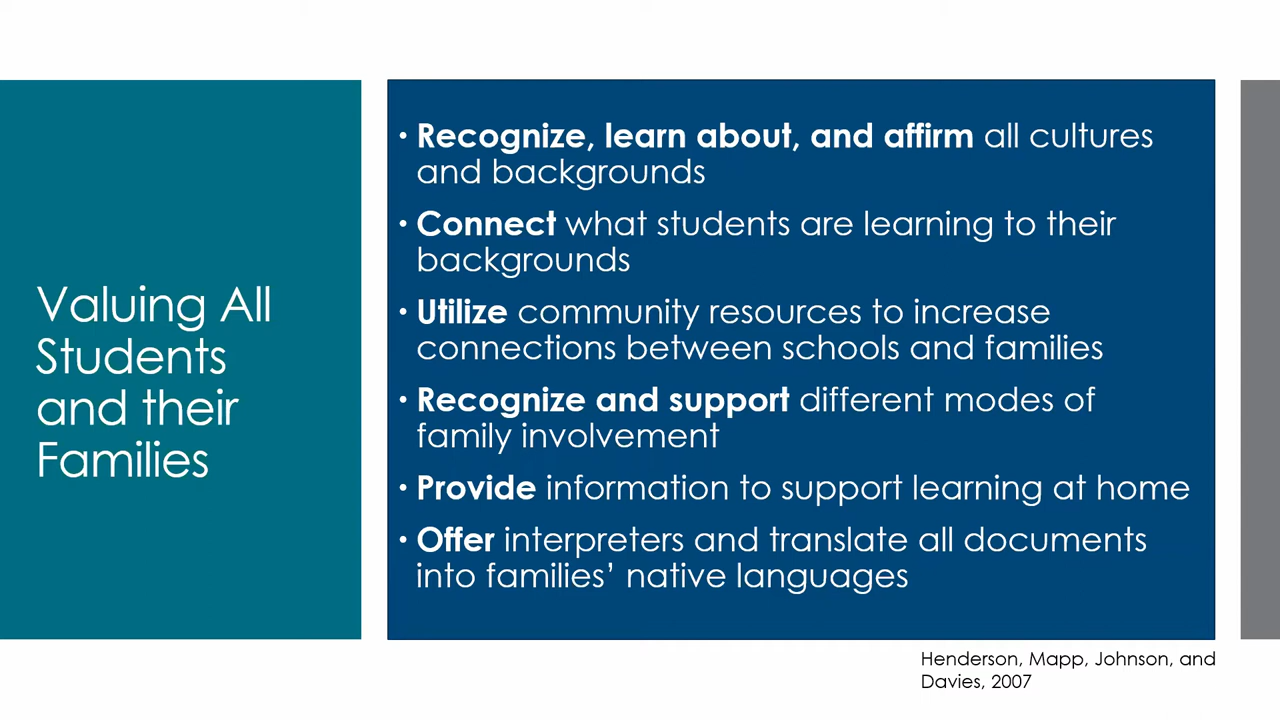 Valuing All
Students
and their
Families
• Recognize, learn about, and affirm all cultures
and backgrounds
• Connect what students are learning to their
backgrounds
• Utilize community resources to increase
connections between schools and families
• Recognize and support different modes of
family involvement
• Provide information to support learning at home
• Offer interpreters and translate all documents
into families’ native languages
Henderson, Mapp, Johnson, and
Davies, 2007